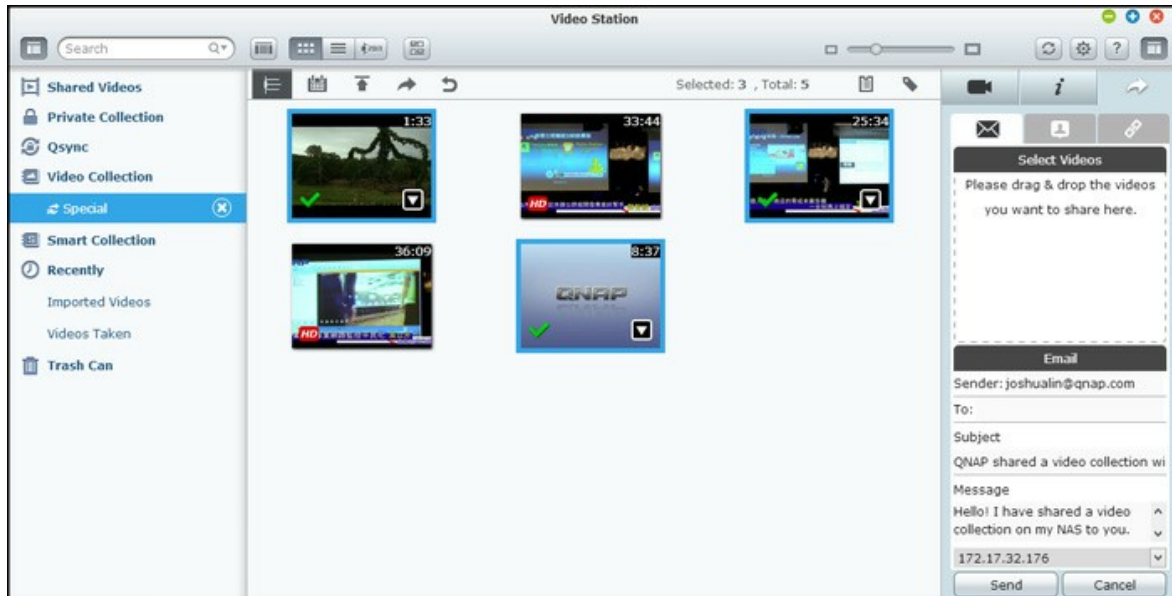 Video Station
Search
Selected: 3 , Total: 5
Shared Videos
Private Collection
Qsync
Video Collection
Special
Smart Collection
Recently
Imported Videos
Videos Taken
Trash Can
1:33
33:44
HD
25:34
36:09
HD
8:37
QNAP
i
Select Videos
Please drag & drop the videos
you want to share here.
Email
Sender: joshualin@qnap.com
To:
Subject
QNAP shared a video collection wi
Message
Hello! I have shared a video
collection on my NAS to you.
172.17.32.176
Send
Cancel